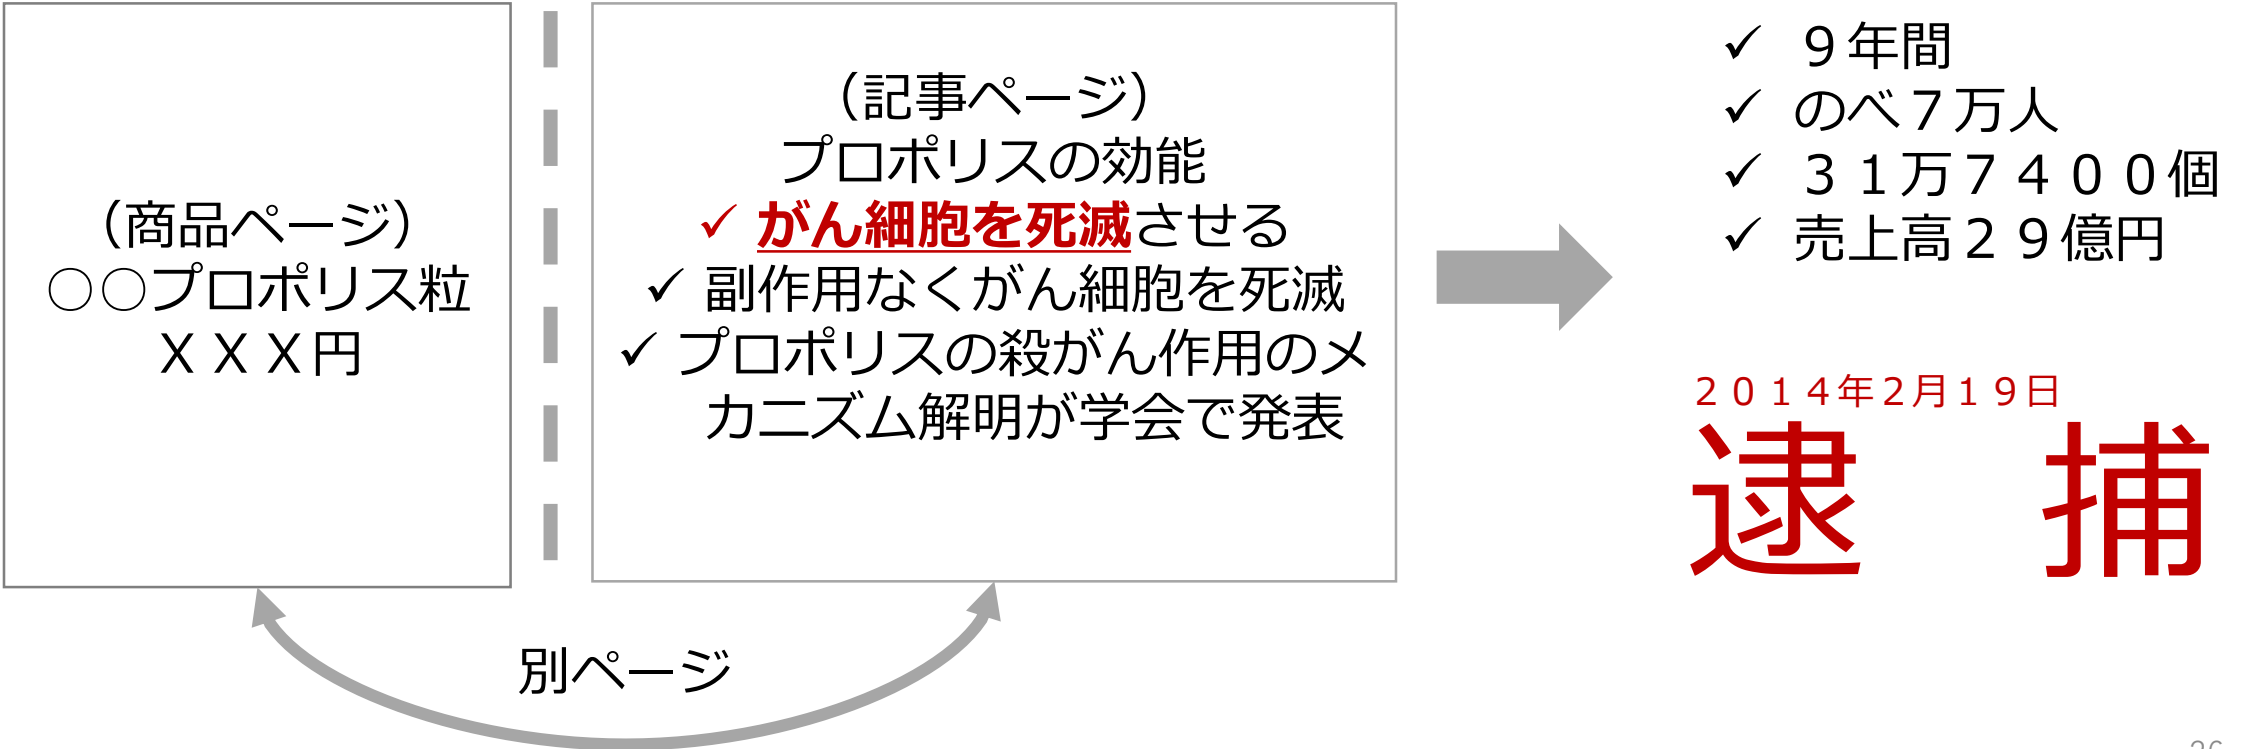 （商品ページ）
○○プロポリス粒
ＸＸＸ円
（記事ページ）
プロポリスの効能
✓ がん細胞を死滅させる
✓ 副作用なくがん細胞を死滅
✓ プロポリスの殺がん作用のメ
カニズム解明が学会で発表
別ページ
✓ ９年間
✓ のべ７万人
✓ ３１万７４００個
✓ 売上高２９億円
２０１４年２月１９日
逮　捕